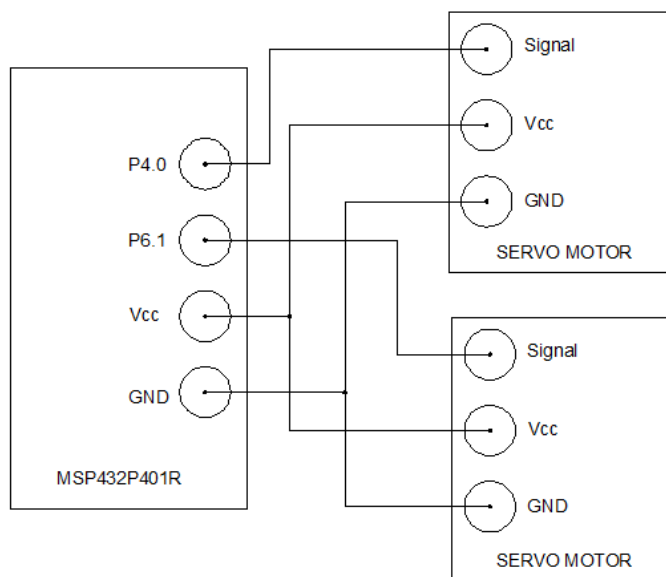 P4.0
P6.1
Vcc
GND
MSP432P401R
Signal
Vcc
GND
SERVO MOTOR
Signal
Vcc
GND
SERVO MOTOR